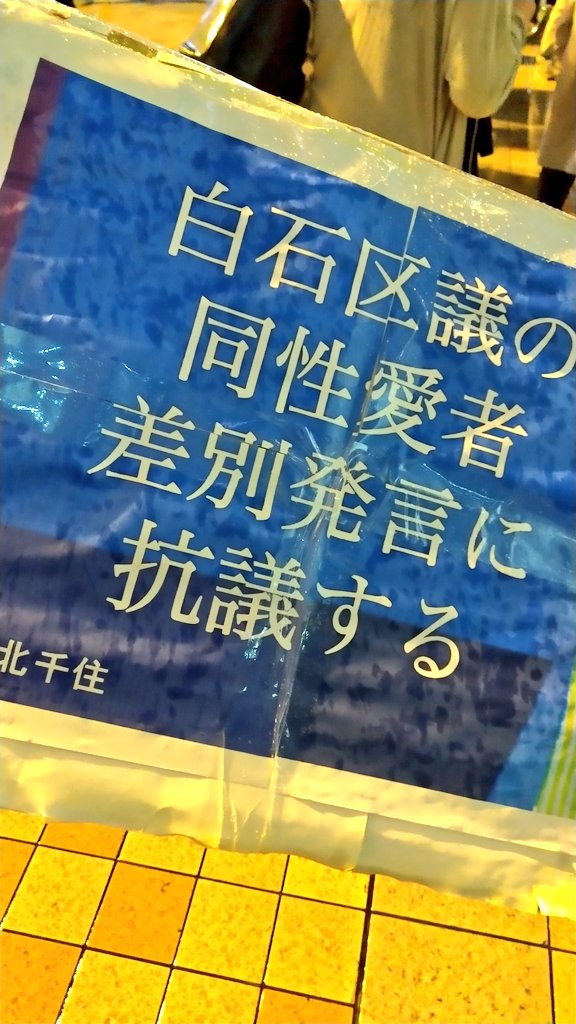 白石区議の
同性愛者
差別発言に
抗議する
北千住